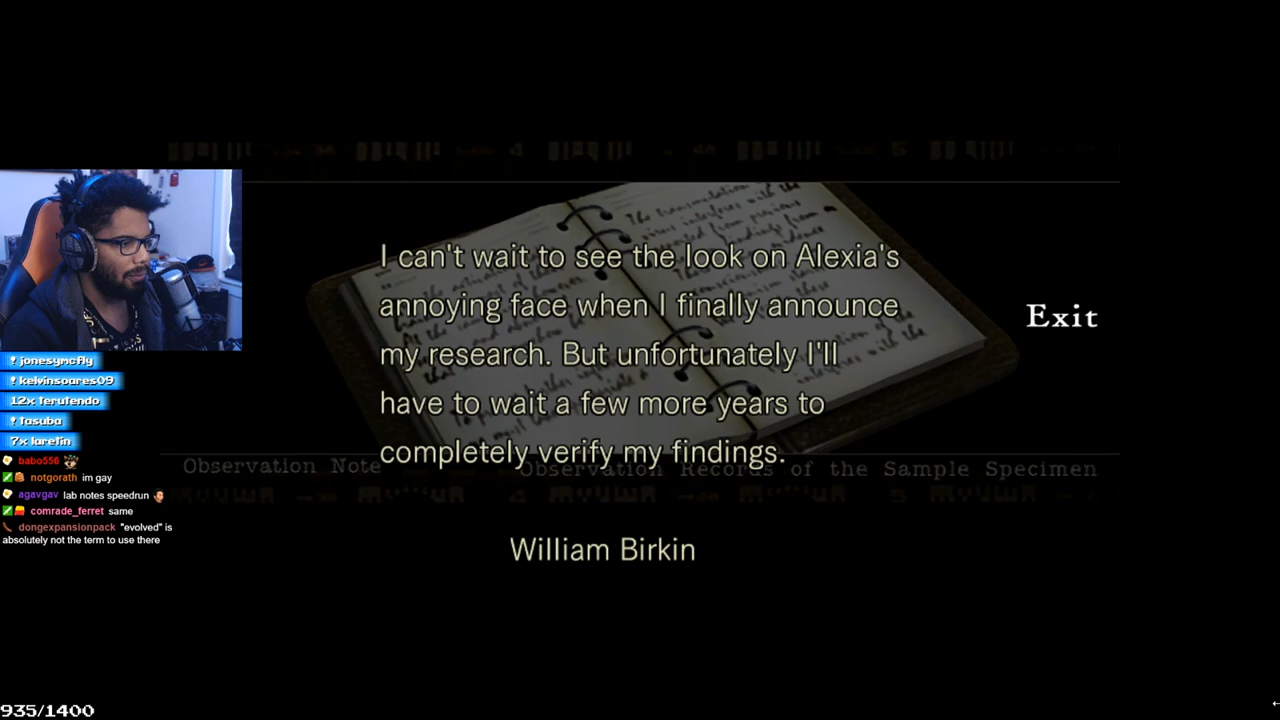 I can't wait to see the look on Alexia's
annoying face when I finally announce
my research. But unfortunately I'll
have to wait a few more years to
completely verify my findings.
William Birkin
Exit
Observation Note
Observation Records of the Sample Specimen
! jonesymcfly
! kelvinsoares09
12x terutendo
! Tasuba
7x laretin
babo556
notgorath im gay
agavgav lab notes speedrun
comrade_ferret same
dongexpansionpack "evolved" is
absolutely not the term to use there
935/1400